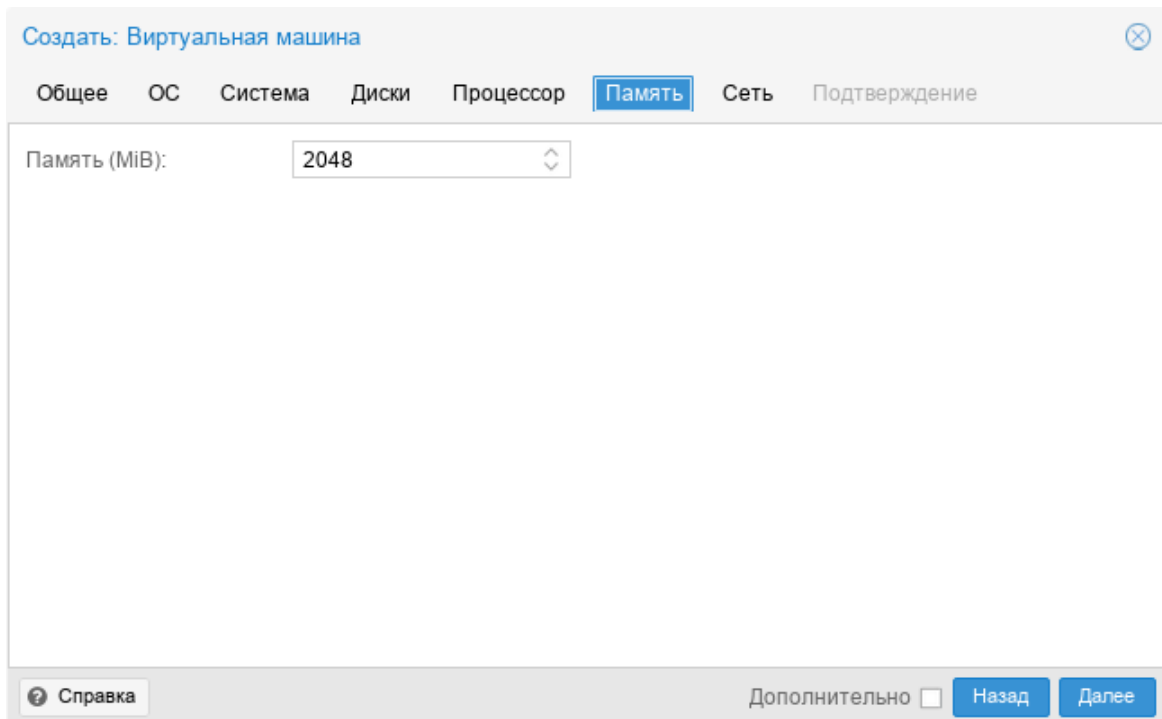 Создать: Виртуальная машина
Общее ОС Система Диски Процессор Память Сеть Подтверждение
Память (MiB): 2048
Справка Дополнительно Назад Далее